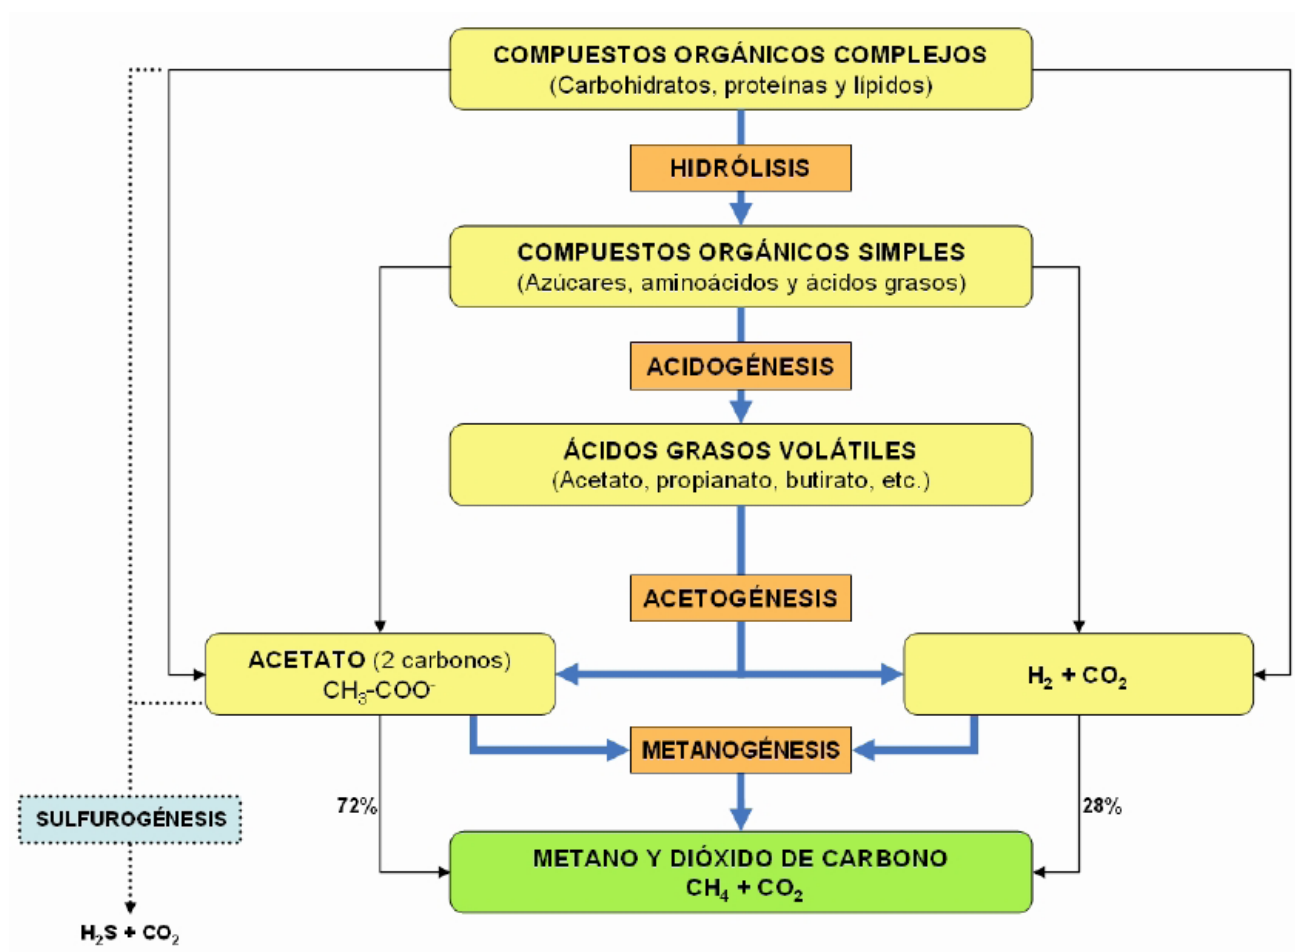 COMPUESTOS ORGÁNICOS COMPLEJOS
(Carbohidratos, proteínas y lípidos)
HIDRÓLISIS
COMPUESTOS ORGÁNICOS SIMPLES
(Azúcares, aminoácidos y ácidos grasos)
ACIDOGÉNESIS
ÁCIDOS GRASOS VOLÁTILES
(Acetato, propianato, butirato, etc.)
ACETOGÉNESIS
ACETATO (2 carbonos)
CH₃-COO⁻
H₂ + CO₂
METANOGÉNESIS
72%
28%
SULFUROGÉNESIS
METANO Y DIÓXIDO DE CARBONO
CH₄ + CO₂
H₂S + CO₂